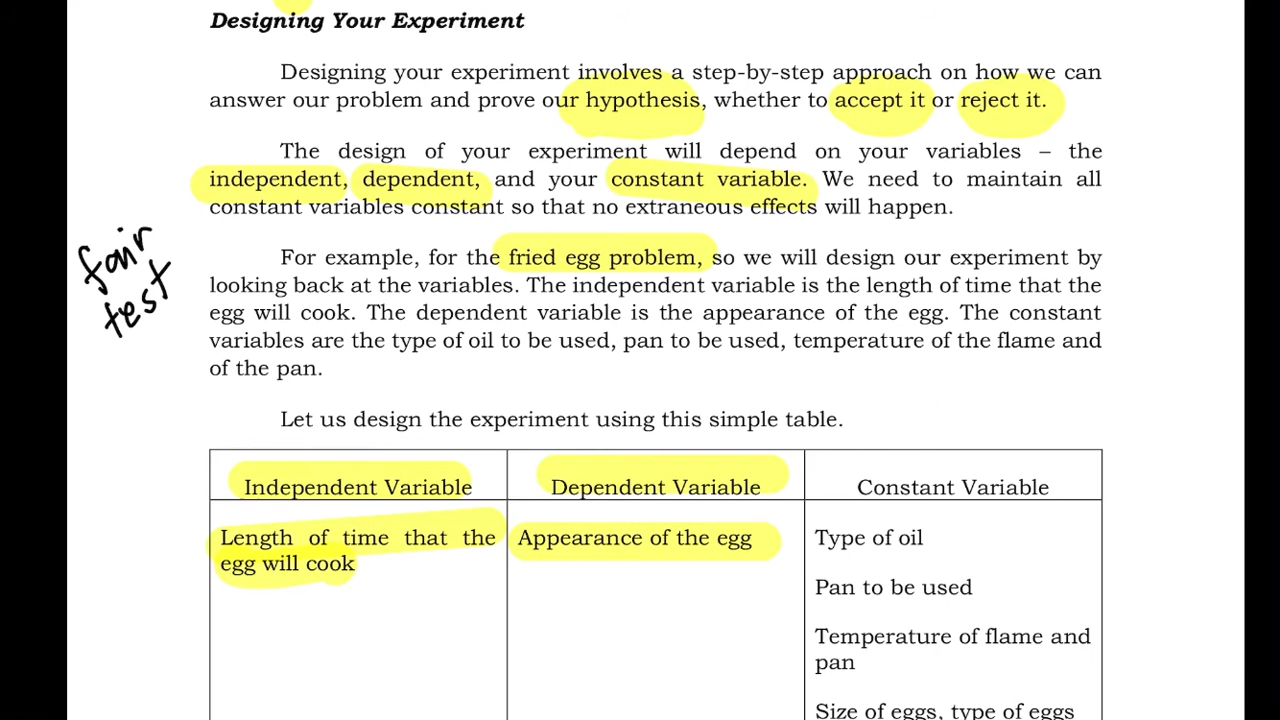 Designing Your Experiment
Designing your experiment involves a step-by-step approach on how we can
answer our problem and prove our hypothesis, whether to accept it or reject it.
The design of your experiment will depend on your variables – the
independent, dependent, and your constant variable. We need to maintain all
constant variables constant so that no extraneous effects will happen.
fair
test
For example, for the fried egg problem, so we will design our experiment by
looking back at the variables. The independent variable is the length of time that the
egg will cook. The dependent variable is the appearance of the egg. The constant
variables are the type of oil to be used, pan to be used, temperature of the flame and
of the pan.
Let us design the experiment using this simple table.
Independent Variable
Dependent Variable
Constant Variable
Length of time that the
egg will cook
Appearance of the egg
Type of oil
Pan to be used
Temperature of flame and
pan
Size of eggs, type of eggs